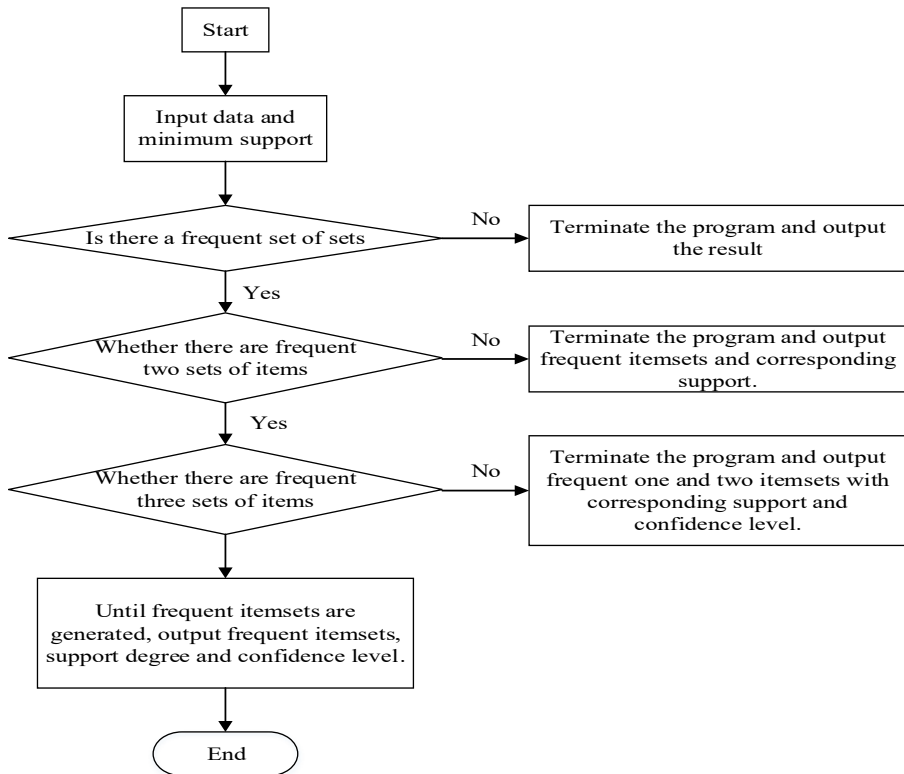 Start
Input data and
minimum support
Is there a frequent set of sets
No
Terminate the program and output
the result
Yes
Whether there are frequent
two sets of items
No
Terminate the program and output
frequent itemsets and corresponding
support.
Yes
Whether there are frequent
three sets of items
No
Terminate the program and output
frequent one and two itemsets with
corresponding support and
confidence level.
Until frequent itemsets are
generated, output frequent itemsets,
support degree and confidence level.
End